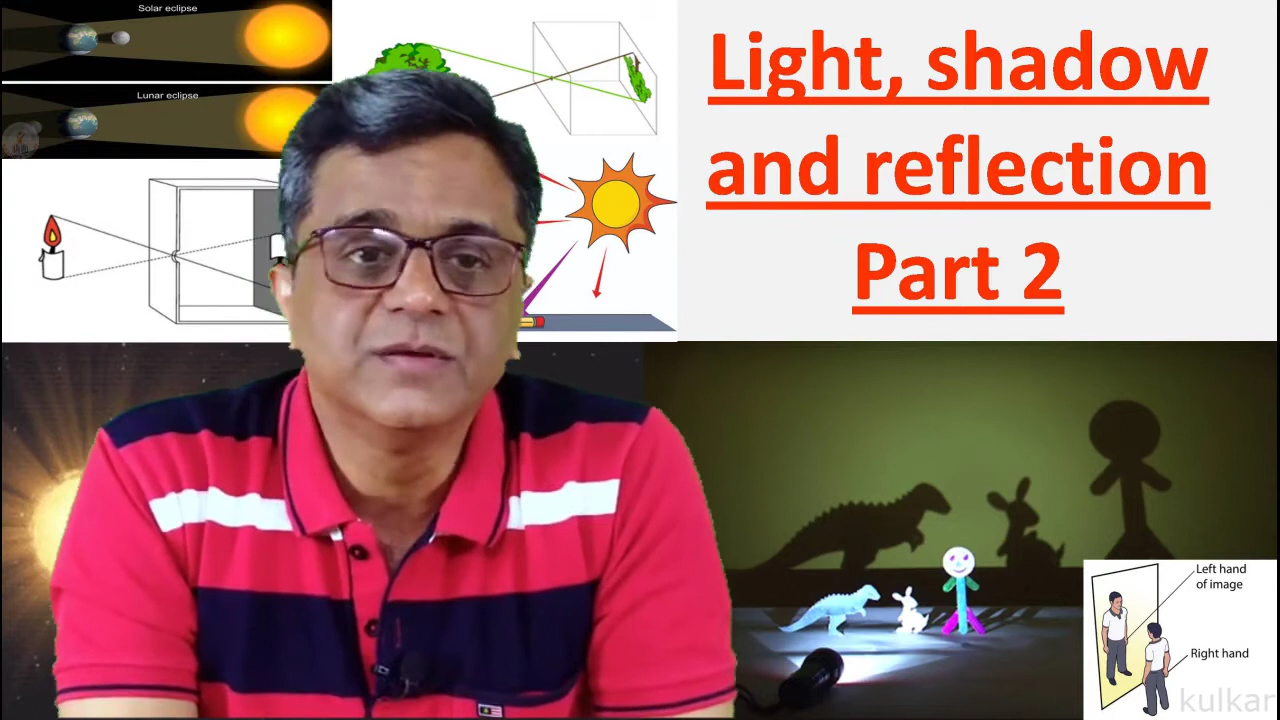 Solar eclipse
Lunar eclipse
Light, shadow
and reflection
Part 2
Left hand
of image
Right hand
kulkar